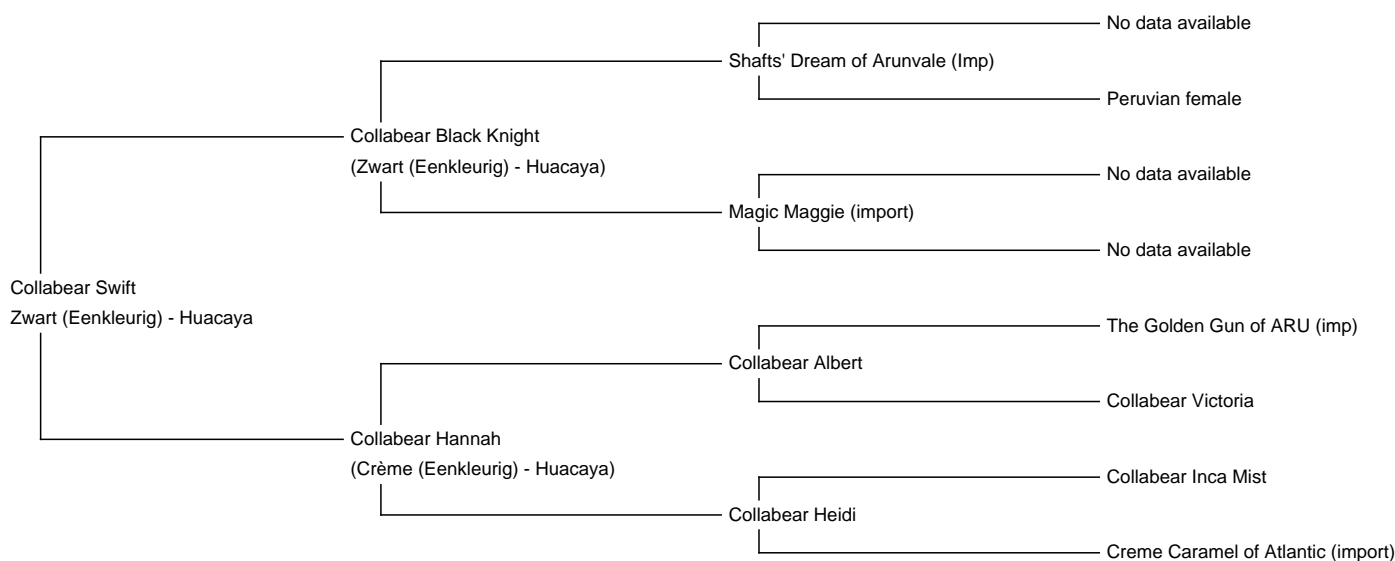 No data available
Shafts' Dream of Arunvale (Imp)
Peruvian female
Collabear Black Knight
(Zwart (Eenkleurig) - Huacaya)
No data available
Magic Maggie (import)
No data available
Collabear Swift
Zwart (Eenkleurig) - Huacaya
The Golden Gun of ARU (imp)
Collabear Albert
Collabear Victoria
Collabear Hannah
(Crème (Eenkleurig) - Huacaya)
Collabear Inca Mist
Collabear Heidi
Creme Caramel of Atlantic (import)